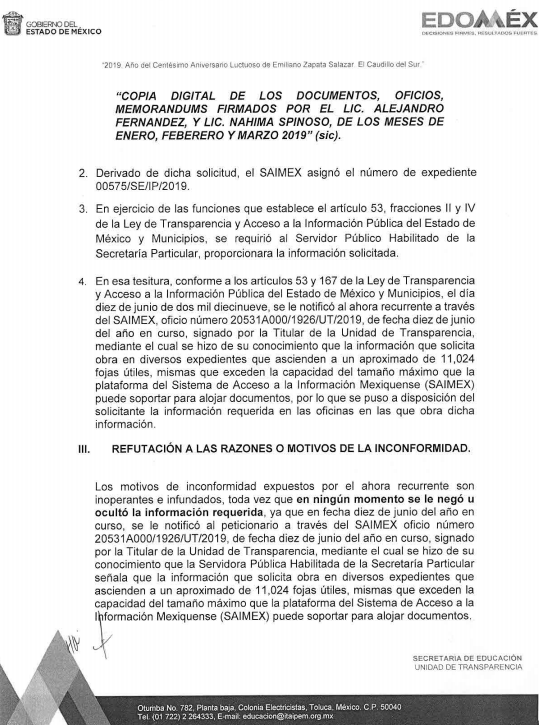 GOBIERNO DEL
ESTADO DE MÉXICO
EDOMÉX
DECISIONES FIRMES, RESULTADOS FUERTES.
"2019. Año del Centésimo Aniversario Luctuoso de Emiliano Zapata Salazar. El Caudillo del Sur."
"COPIA DIGITAL DE LOS DOCUMENTOS, OFICIOS,
MEMORANDUMS FIRMADOS POR EL LIC. ALEJANDRO
FERNANDEZ, Y LIC. NAHIMA SPINOSO, DE LOS MESES DE
ENERO, FEBERERO Y MARZO 2019" (sic).
2. Derivado de dicha solicitud, el SAIMEX asignó el número de expediente
00575/SE/IP/2019.
3. En ejercicio de las funciones que establece el artículo 53, fracciones II y IV
de la Ley de Transparencia y Acceso a la Información Pública del Estado de
México y Municipios, se requirió al Servidor Público Habilitado de la
Secretaría Particular, proporcionara la información solicitada.
4. En esa tesitura, conforme a los artículos 53 y 167 de la Ley de Transparencia
y Acceso a la Información Pública del Estado de México y Municipios, el día
diez de junio de dos mil diecinueve, se le notificó al ahora recurrente a través
del SAIMEX, oficio número 20531A000/1926/UT/2019, de fecha diez de junio
del año en curso, signado por la Titular de la Unidad de Transparencia,
mediante el cual se hizo de su conocimiento que la información que solicita
obra en diversos expedientes que ascienden a un aproximado de 11,024
fojas útiles, mismas que exceden la capacidad del tamaño máximo que la
plataforma del Sistema de Acceso a la Información Mexiquense (SAIMEX)
puede soportar para alojar documentos, por lo que se puso a disposición del
solicitante la información requerida en las oficinas en las que obra dicha
información.
III. REFUTACIÓN A LAS RAZONES O MOTIVOS DE LA INCONFORMIDAD.
Los motivos de inconformidad expuestos por el ahora recurrente son
inoperantes e infundados, toda vez que en ningún momento se le negó u
ocultó la información requerida, ya que en fecha diez de junio del año en
curso, se le notificó al peticionario a través del SAIMEX oficio número
20531A000/1926/UT/2019, de fecha diez de junio del año en curso, signado
por la Titular de la Unidad de Transparencia, mediante el cual se hizo de su
conocimiento que la Servidora Pública Habilitada de la Secretaría Particular
señala que la información que solicita obra en diversos expedientes que
ascienden a un aproximado de 11,024 fojas útiles, mismas que exceden la
capacidad del tamaño máximo que la plataforma del Sistema de Acceso a la
Información Mexiquense (SAIMEX) puede soportar para alojar documentos.
SECRETARÍA DE EDUCACIÓN
UNIDAD DE TRANSPARENCIA
Otumba No. 782, Planta baja, Colonia Electricistas, Toluca, México. C.P. 50040
Tel. (01 722) 2 264333, E-mail: educacion@itaipem.org.mx